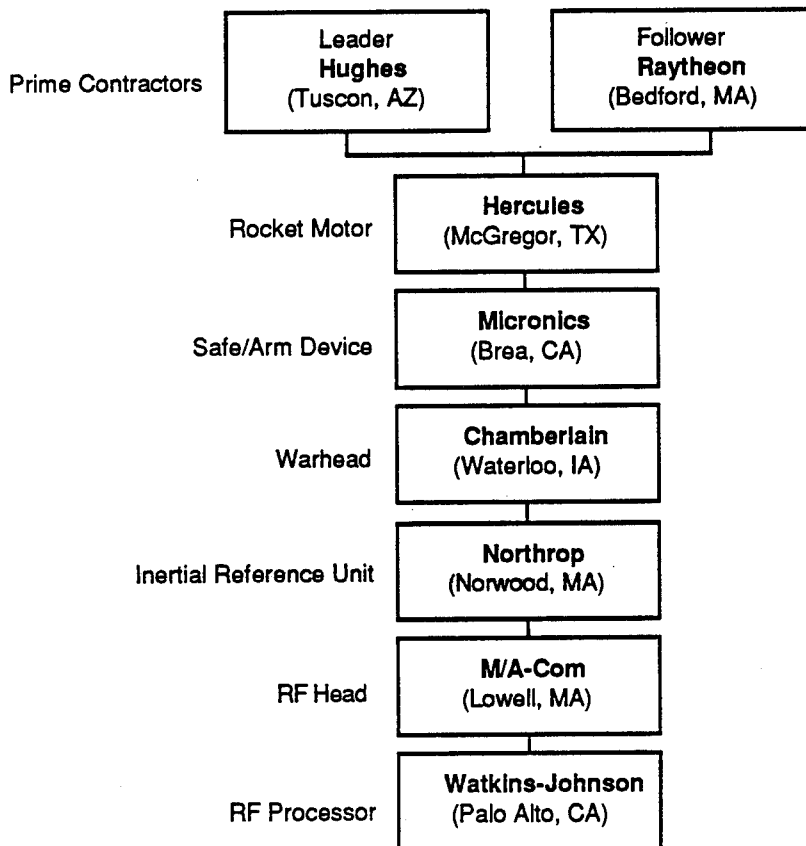 Prime Contractors
Leader
Hughes
(Tuscon, AZ)
Follower
Raytheon
(Bedford, MA)
Rocket Motor
Hercules
(McGregor, TX)
Safe/Arm Device
Micronics
(Brea, CA)
Warhead
Chamberlain
(Waterloo, IA)
Inertial Reference Unit
Northrop
(Norwood, MA)
RF Head
M/A-Com
(Lowell, MA)
RF Processor
Watkins-Johnson
(Palo Alto, CA)